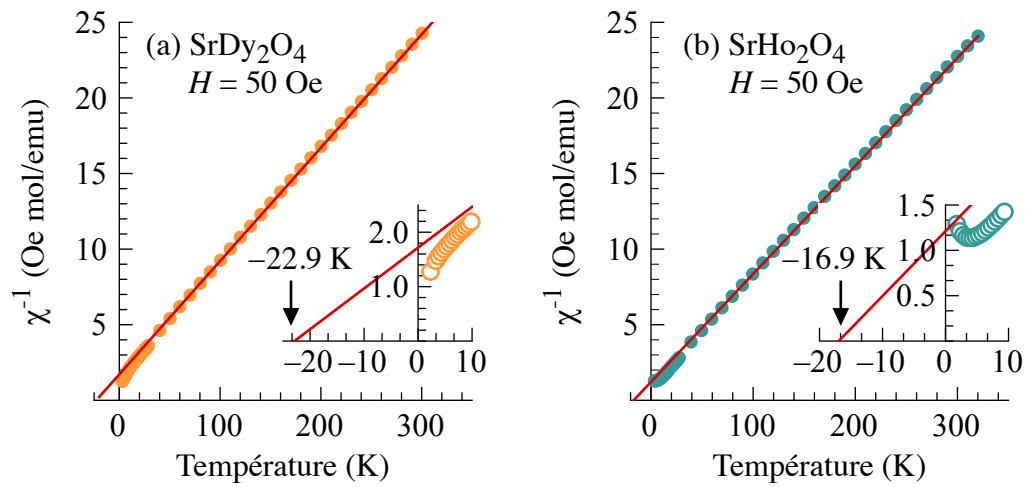 25
20
15
10
5
χ⁻¹ (Oe mol/emu)
(a) SrDy₂O₄
H = 50 Oe
−22.9 K
2.0
1.0
−20 −10 0 10
0 100 200 300
Température (K)
25
20
15
10
5
χ⁻¹ (Oe mol/emu)
(b) SrHo₂O₄
H = 50 Oe
−16.9 K
1.5
1.0
0.5
−20 −10 0 10
0 100 200 300
Température (K)